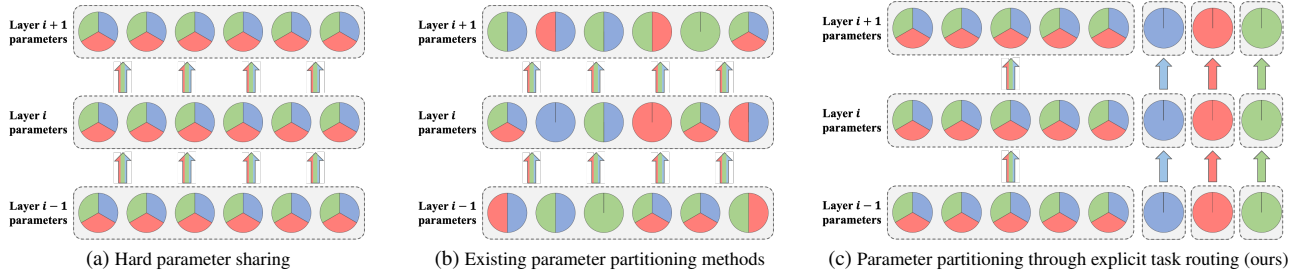 Layer i + 1
parameters
Layer i
parameters
Layer i − 1
parameters
(a) Hard parameter sharing
Layer i + 1
parameters
Layer i
parameters
Layer i − 1
parameters
(b) Existing parameter partitioning methods
Layer i + 1
parameters
Layer i
parameters
Layer i − 1
parameters
(c) Parameter partitioning through explicit task routing (ours)